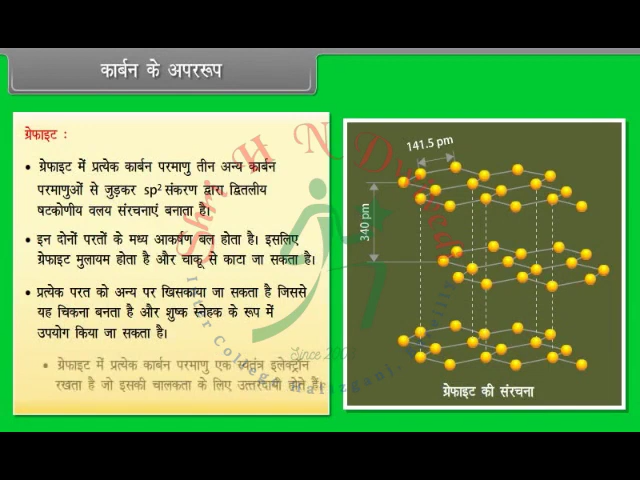 कार्बन के अपररूप
ग्रेफाइट :
• ग्रेफाइट में प्रत्येक कार्बन परमाणु तीन अन्य कार्बन
परमाणुओं से जुड़कर sp² संकरण द्वारा द्वितलीय
षटकोणीय वलय संरचनाएं बनाता है।
• इन दोनों परतों के मध्य आकर्षण बल होता है। इसलिए
ग्रेफाइट मुलायम होता है और चाकू से काटा जा सकता है।
• प्रत्येक परत को अन्य पर खिसकाया जा सकता है जिससे
यह चिकना बनता है और शुष्क स्नेहक के रूप में
उपयोग किया जा सकता है।
• ग्रेफाइट में प्रत्येक कार्बन परमाणु एक स्वतंत्र इलेक्ट्रॉन
रखता है जो इसकी चालकता के लिए उत्तरदायी होते हैं।
141.5 pm
340 pm
ग्रेफाइट की संरचना
Inter College